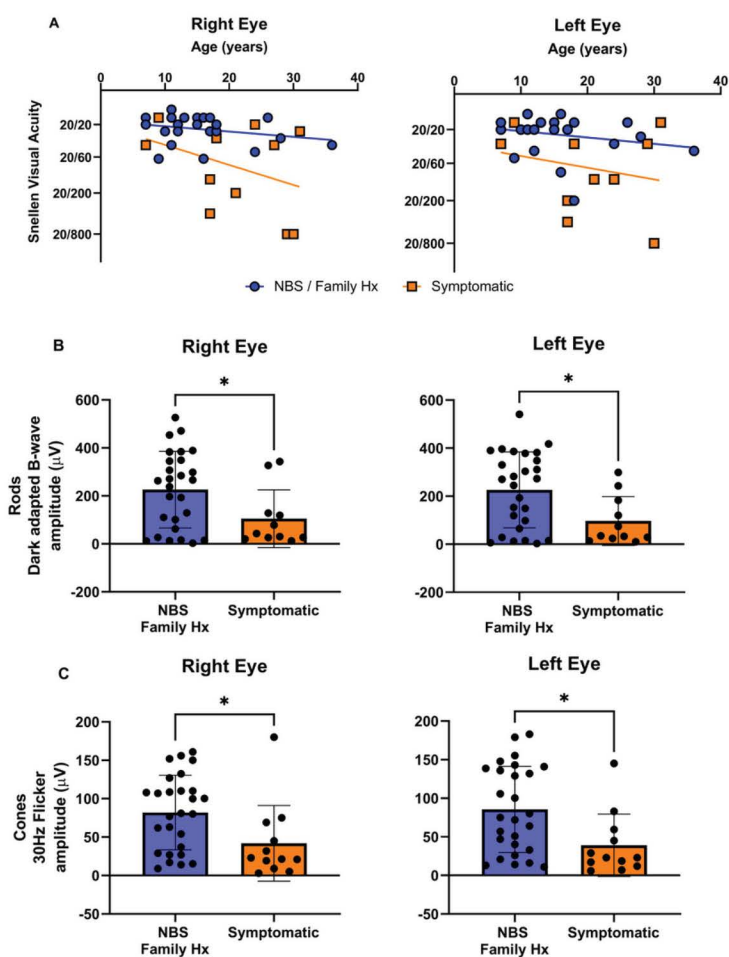 A
Right Eye
Left Eye
Age (years)
Age (years)
0 10 20 30 40
0 10 20 30 40
Snellen Visual Acuity
20/20
20/60
20/200
20/800
20/20
20/60
20/200
20/800
NBS / Family Hx
Symptomatic
B
Right Eye
Left Eye
*
*
Rods
Dark adapted B-wave
amplitude (μV)
600
400
200
0
-200
600
400
200
0
-200
NBS
Family Hx
Symptomatic
NBS
Family Hx
Symptomatic
C
Right Eye
Left Eye
*
*
Cones
30Hz Flicker
amplitude (μV)
200
150
100
50
0
-50
200
150
100
50
0
-50
NBS
Family Hx
Symptomatic
NBS
Family Hx
Symptomatic